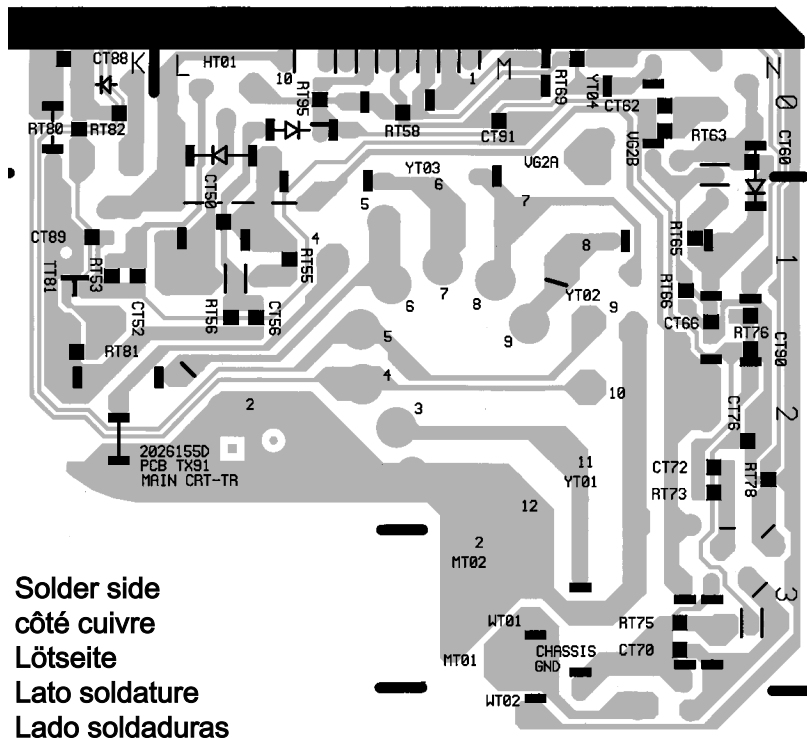 CT88
K
L
HT01
10
1
M
RT69
YT04
CT62
Z
0
RT95
RT80
RT82
RT58
CT91
VG2B
RT63
CT60
VG2A
YT03
5
6
7
CT50
CT89
4
8
RT65
1
TT81
RT53
RT55
CT52
RT56
CT56
6
7
8
YT02
9
RT66
CT66
RT76
CT90
9
RT81
5
4
10
2
3
CT76
2
2026155D
PCB TX91
MAIN CRT-TR
11
YT01
CT72
RT73
RT78
12
2
MT02
3
WT01
RT75
CHASSIS
GND
CT70
MT01
WT02
Solder side
côté cuivre
Lötseite
Lato soldature
Lado soldaduras